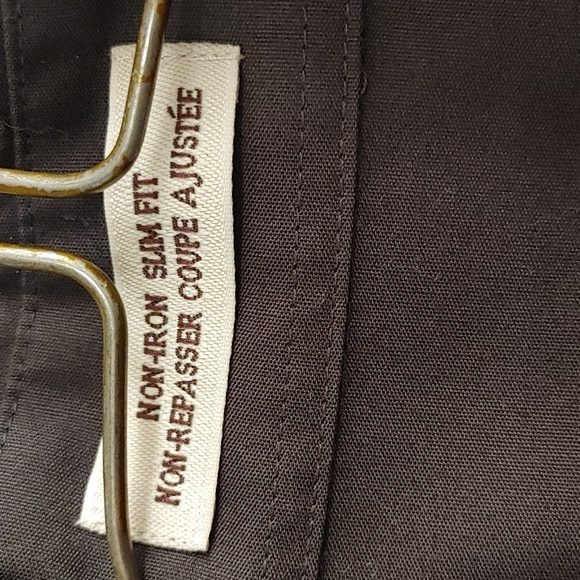 NON-IRON SLIM FIT
NON-REPASSER COUPE AJUSTÉE